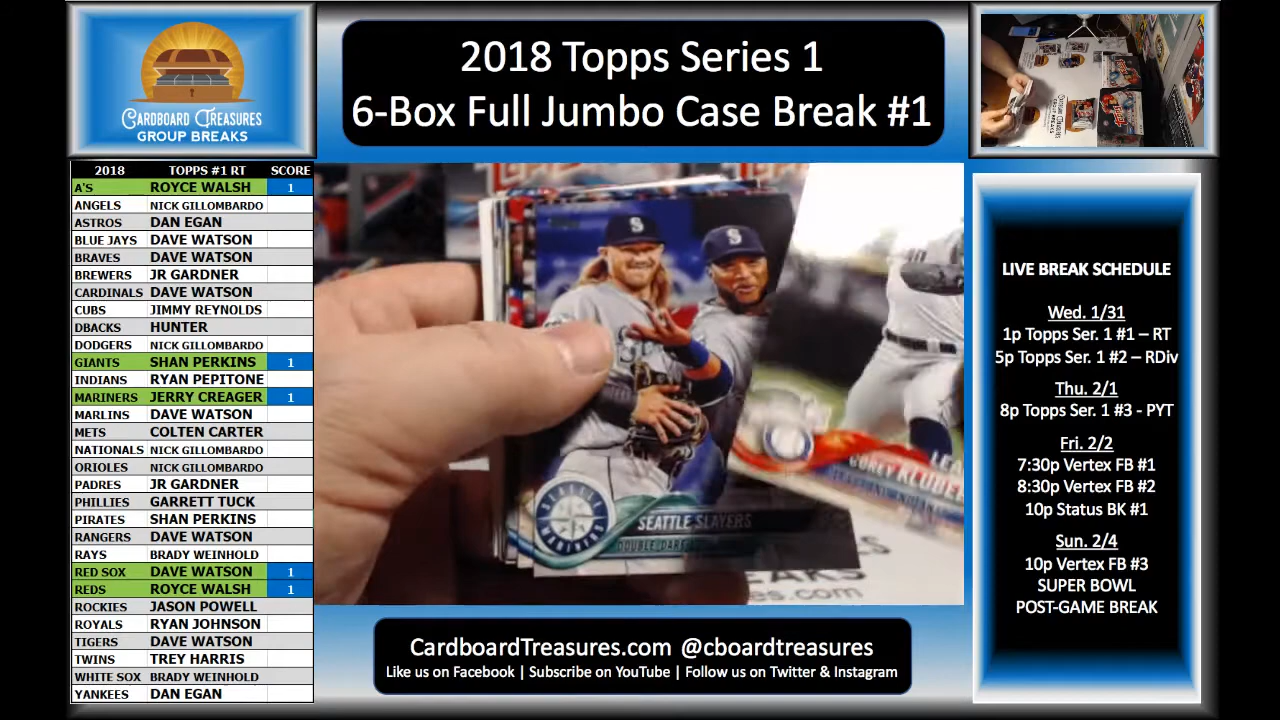 CARDBOARD TREASURES
GROUP BREAKS
2018 Topps Series 1
6-Box Full Jumbo Case Break #1
2018 TOPPS #1 RT SCORE
A'S ROYCE WALSH 1
ANGELS NICK GILLOMBARDO
ASTROS DAN EGAN
BLUE JAYS DAVE WATSON
BRAVES DAVE WATSON
BREWERS JR GARDNER
CARDINALS DAVE WATSON
CUBS JIMMY REYNOLDS
DBACKS HUNTER
DODGERS NICK GILLOMBARDO
GIANTS SHAN PERKINS 1
INDIANS RYAN PEPITONE
MARINERS JERRY CREAGER 1
MARLINS DAVE WATSON
METS COLTEN CARTER
NATIONALS NICK GILLOMBARDO
ORIOLES NICK GILLOMBARDO
PADRES JR GARDNER
PHILLIES GARRETT TUCK
PIRATES SHAN PERKINS
RANGERS DAVE WATSON
RAYS BRADY WEINHOLD
RED SOX DAVE WATSON 1
REDS ROYCE WALSH 1
ROCKIES JASON POWELL
ROYALS RYAN JOHNSON
TIGERS DAVE WATSON
TWINS TREY HARRIS
WHITE SOX BRADY WEINHOLD
YANKEES DAN EGAN
S
S
SEATTLE
MARINERS
SEATTLE SLAYERS
DOUBLE DARE
LEA
COREY KLUBER
BREAKS
s.com
LIVE BREAK SCHEDULE
Wed. 1/31
1p Topps Ser. 1 #1 – RT
5p Topps Ser. 1 #2 – RDiv
Thu. 2/1
8p Topps Ser. 1 #3 - PYT
Fri. 2/2
7:30p Vertex FB #1
8:30p Vertex FB #2
10p Status BK #1
Sun. 2/4
10p Vertex FB #3
SUPER BOWL
POST-GAME BREAK
CardboardTreasures.com @cboardtreasures
Like us on Facebook | Subscribe on YouTube | Follow us on Twitter & Instagram